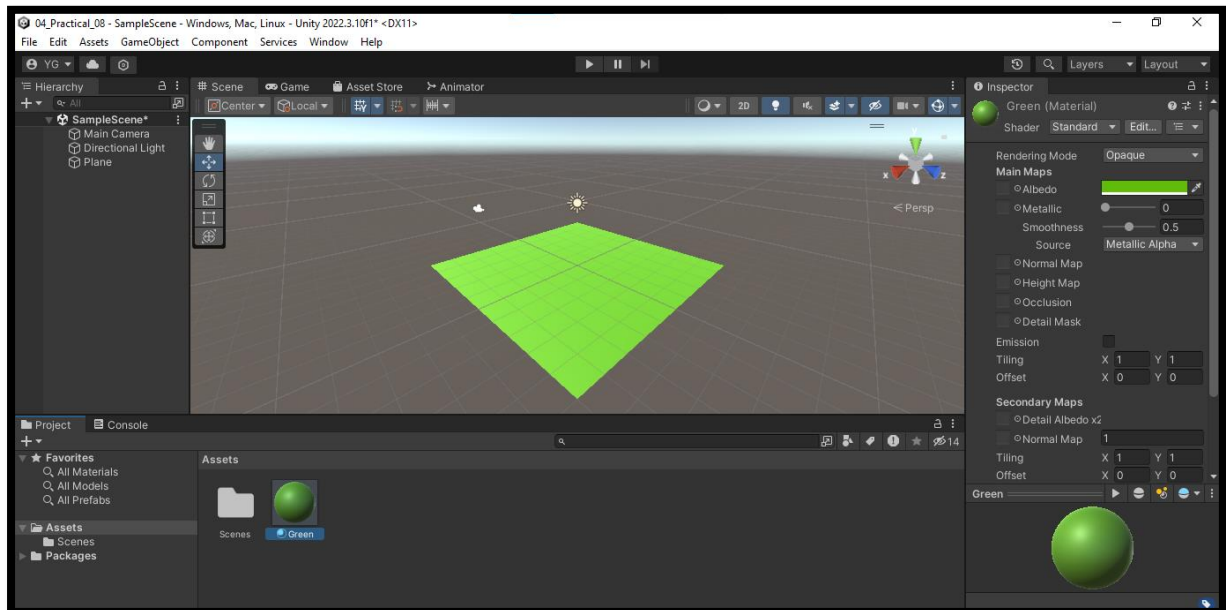 04_Practical_08 - SampleScene - Windows, Mac, Linux - Unity 2022.3.10f1* <DX11>
File Edit Assets GameObject Component Services Window Help
YG
Layers Layout
Hierarchy
All
SampleScene*
Main Camera
Directional Light
Plane
Scene Game Asset Store Animator
Center Local 2D
y
x z
Persp
Inspector
Green (Material)
Shader Standard Edit...
Rendering Mode Opaque
Main Maps
Albedo
Metallic 0
Smoothness 0.5
Source Metallic Alpha
Normal Map
Height Map
Occlusion
Detail Mask
Emission
Tiling X 1 Y 1
Offset X 0 Y 0
Secondary Maps
Detail Albedo x2
Normal Map 1
Tiling X 1 Y 1
Offset X 0 Y 0
Green
Project Console
14
Favorites
All Materials
All Models
All Prefabs
Assets
Scenes
Packages
Assets
Scenes Green